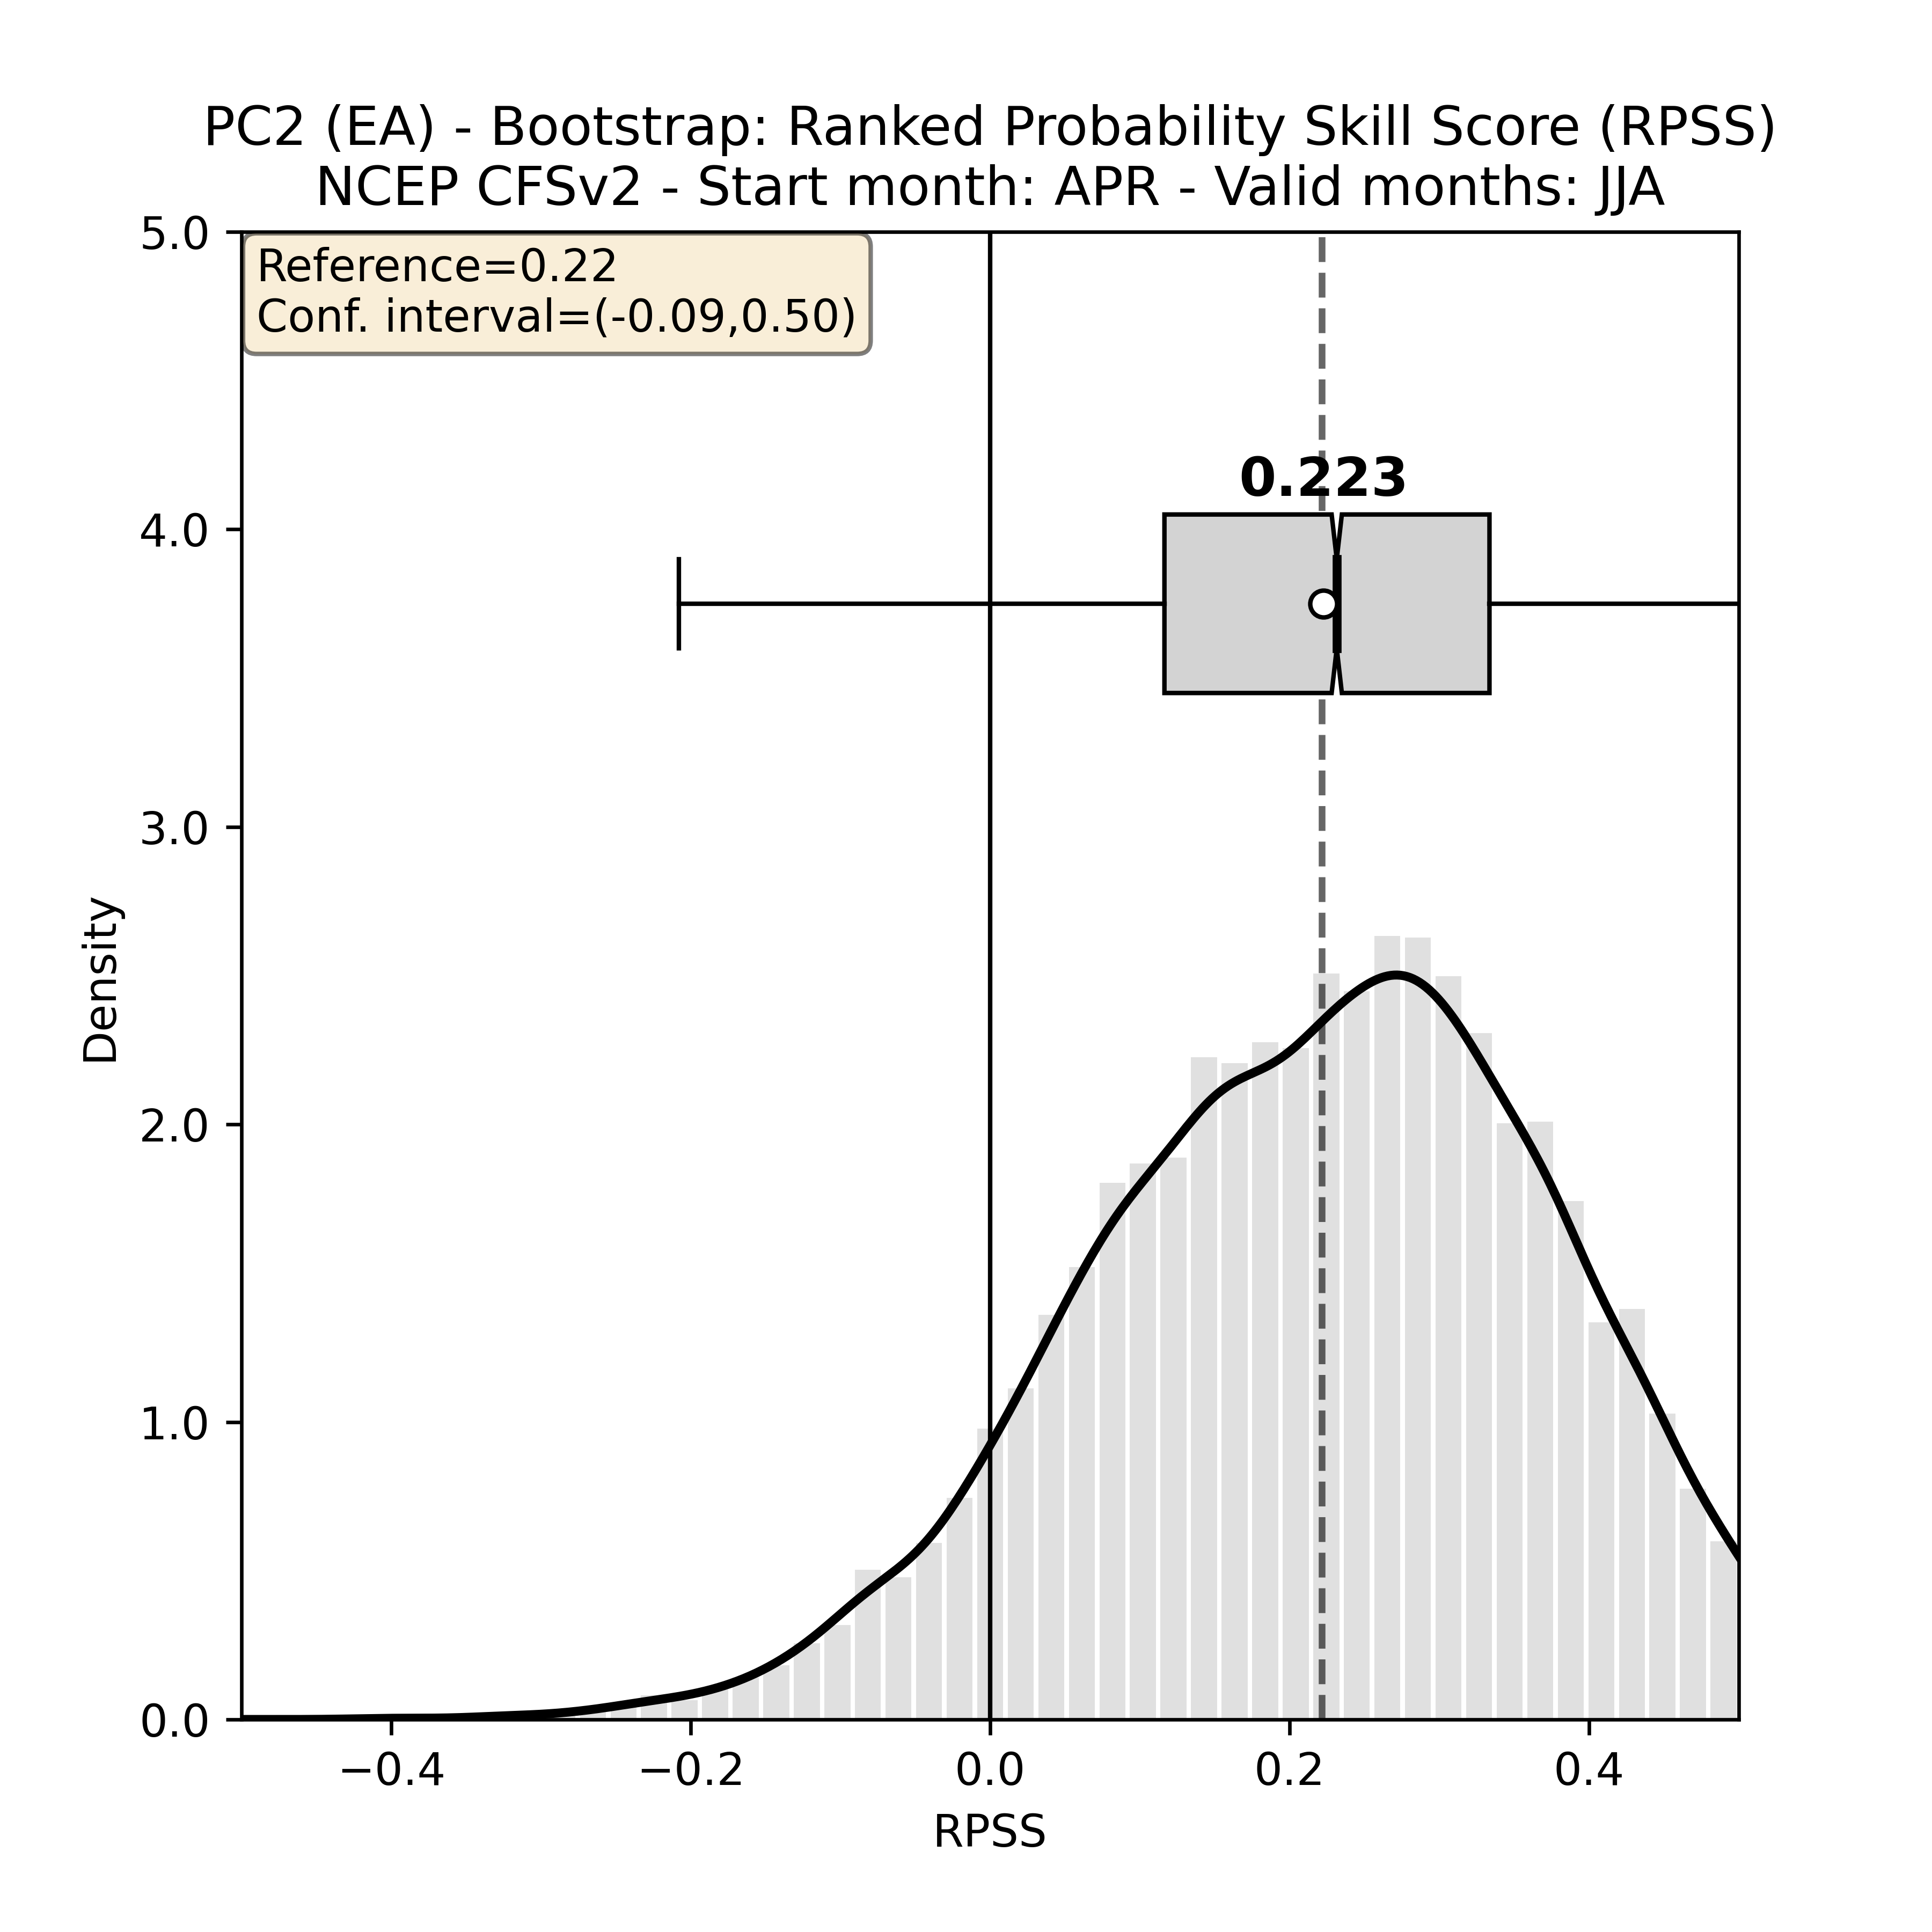 PC2 (EA) - Bootstrap: Ranked Probability Skill Score (RPSS)
NCEP CFSv2 - Start month: APR - Valid months: JJA
Reference=0.22
Conf. interval=(-0.09,0.50)
0.223
5.0
4.0
3.0
2.0
1.0
0.0
Density
−0.4
−0.2
0.0
0.2
0.4
RPSS